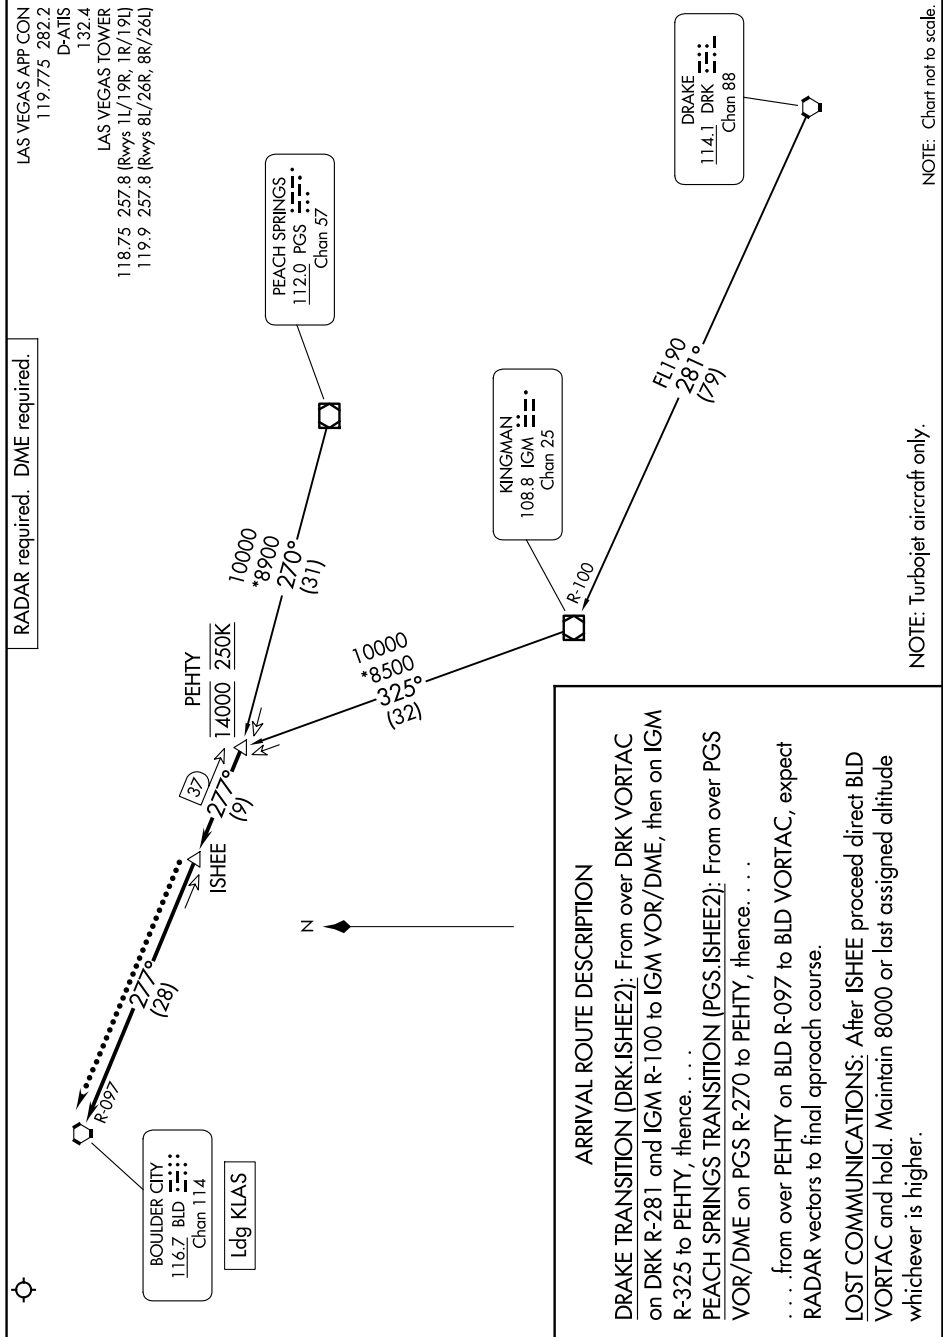 RADAR required. DME required.
LAS VEGAS APP CON
119.775 282.2
D-ATIS
132.4
LAS VEGAS TOWER
118.75 257.8 (Rwys 1L/19R, 1R/19L)
119.9 257.8 (Rwys 8L/26R, 8R/26L)
BOULDER CITY
116.7 BLD
Chan 114
Ldg KLAS
R-097
277°
(28)
ISHEE
37
277°
(9)
PEHTY
14000 250K
10000
*8900
270°
(31)
PEACH SPRINGS
112.0 PGS
Chan 57
10000
*8500
325°
(32)
KINGMAN
108.8 IGM
Chan 25
R-100
FL190
281°
(79)
DRAKE
114.1 DRK
Chan 88
N
ARRIVAL ROUTE DESCRIPTION
DRAKE TRANSITION (DRK.ISHEE2): From over DRK VORTAC
on DRK R-281 and IGM R-100 to IGM VOR/DME, then on IGM
R-325 to PEHTY, thence. . . .
PEACH SPRINGS TRANSITION (PGS.ISHEE2): From over PGS
VOR/DME on PGS R-270 to PEHTY, thence. . . .
. . . .from over PEHTY on BLD R-097 to BLD VORTAC, expect
RADAR vectors to final aproach course.
LOST COMMUNICATIONS: After ISHEE proceed direct BLD
VORTAC and hold. Maintain 8000 or last assigned altitude
whichever is higher.
NOTE: Turbojet aircraft only.
NOTE: Chart not to scale.